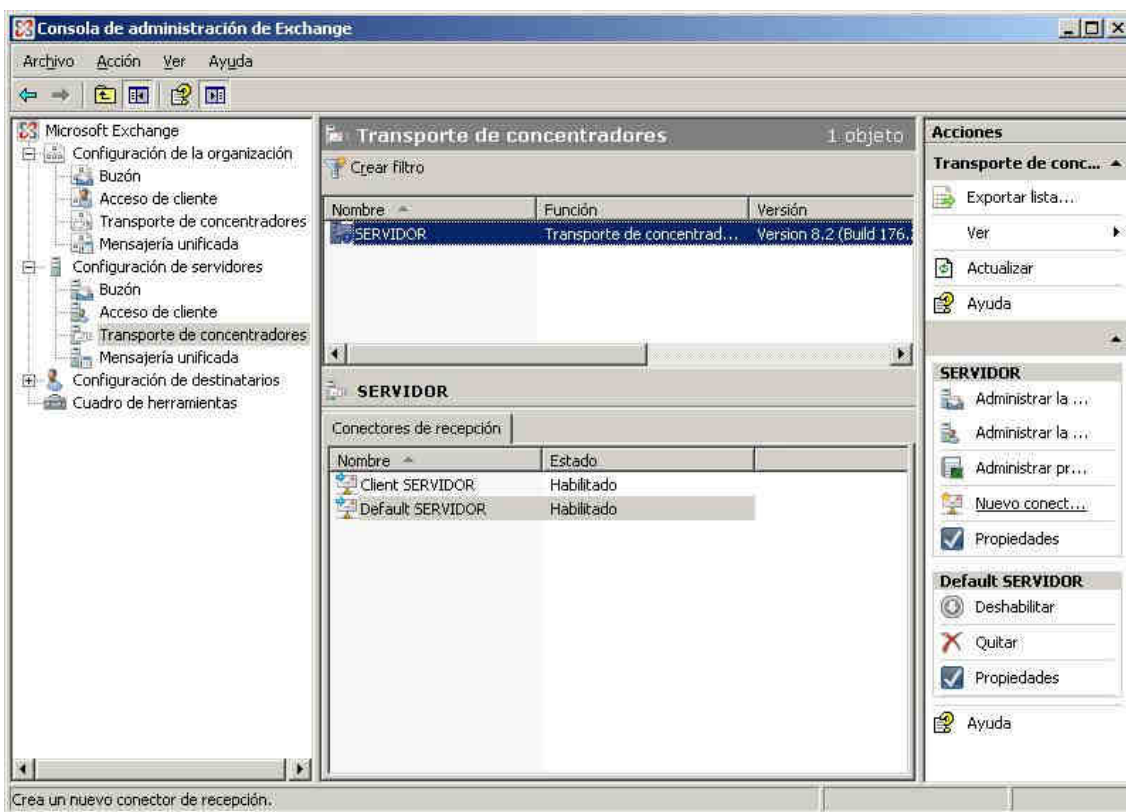 Consola de administración de Exchange
Archivo Acción Ver Ayuda
Microsoft Exchange
Configuración de la organización
Buzón
Acceso de cliente
Transporte de concentradores
Mensajería unificada
Configuración de servidores
Buzón
Acceso de cliente
Transporte de concentradores
Mensajería unificada
Configuración de destinatarios
Cuadro de herramientas
Transporte de concentradores 1 objeto
Crear filtro
Nombre Función Versión
SERVIDOR Transporte de concentrad... Version 8.2 (Build 176.
SERVIDOR
Conectores de recepción
Nombre Estado
Client SERVIDOR Habilitado
Default SERVIDOR Habilitado
Acciones
Transporte de conc...
Exportar lista...
Ver
Actualizar
Ayuda
SERVIDOR
Administrar la ...
Administrar la ...
Administrar pr...
Nuevo conect...
Propiedades
Default SERVIDOR
Deshabilitar
Quitar
Propiedades
Ayuda
Crea un nuevo conector de recepción.